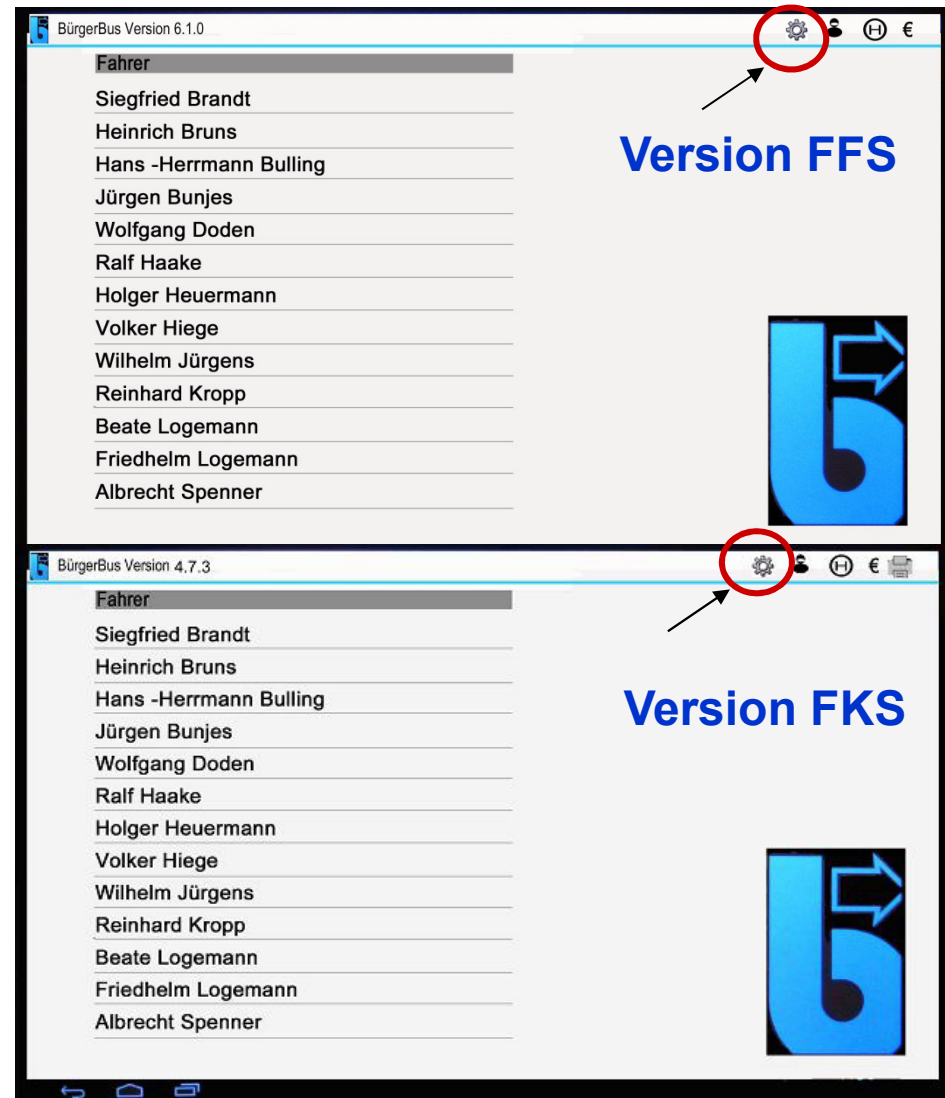 BürgerBus Version 6.1.0
H €
Fahrer
Siegfried Brandt
Heinrich Bruns
Version FFS
Hans -Herrmann Bulling
Jürgen Bunjes
Wolfgang Doden
Ralf Haake
Holger Heuermann
Volker Hiege
Wilhelm Jürgens
Reinhard Kropp
Beate Logemann
Friedhelm Logemann
Albrecht Spenner
BürgerBus Version 4.7.3
H €
Fahrer
Siegfried Brandt
Heinrich Bruns
Hans -Herrmann Bulling
Version FKS
Jürgen Bunjes
Wolfgang Doden
Ralf Haake
Holger Heuermann
Volker Hiege
Wilhelm Jürgens
Reinhard Kropp
Beate Logemann
Friedhelm Logemann
Albrecht Spenner